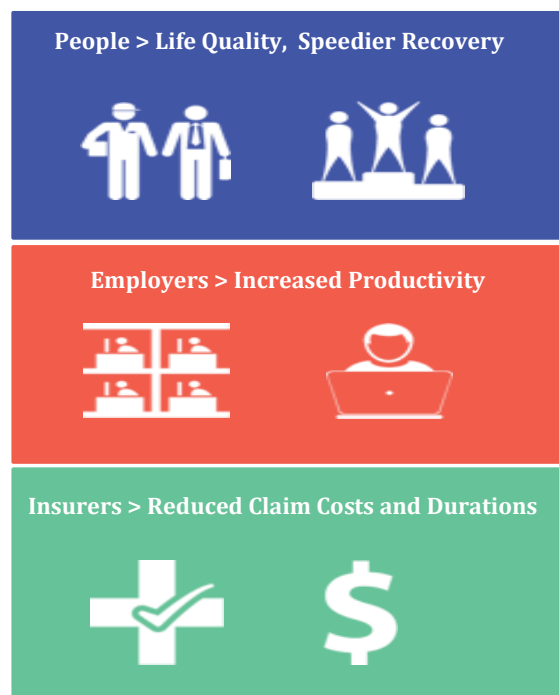 People > Life Quality, Speedier Recovery
Employers > Increased Productivity
Insurers > Reduced Claim Costs and Durations
$